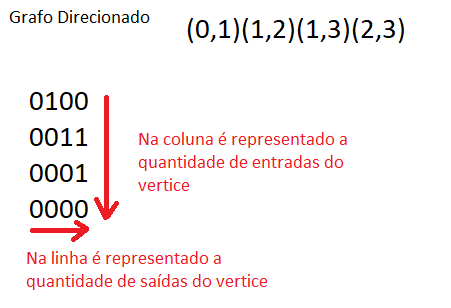 Grafo Direcionado
(0,1)(1,2)(1,3)(2,3)
0100
0011
0001
0000
Na coluna é representado a
quantidade de entradas do
vertice
Na linha é representado a
quantidade de saídas do vertice